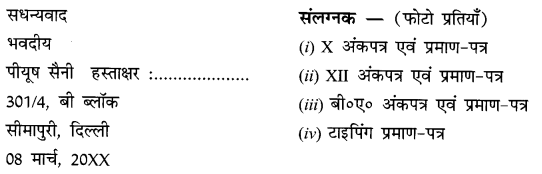 सधन्यवाद
भवदीय
पीयूष सैनी हस्ताक्षर :.....................
301/4, बी ब्लॉक
सीमापुरी, दिल्ली
08 मार्च, 20XX
संलग्नक — (फोटो प्रतियाँ)
(i) X अंकपत्र एवं प्रमाण-पत्र
(ii) XII अंकपत्र एवं प्रमाण-पत्र
(iii) बी०ए० अंकपत्र एवं प्रमाण-पत्र
(iv) टाइपिंग प्रमाण-पत्र